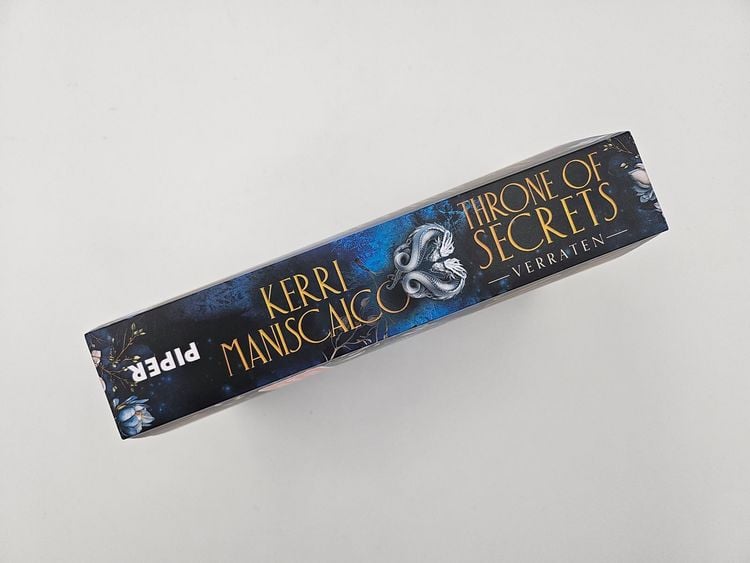 KERRI
MANISCALCO
THRONE OF
SECRETS
—VERRATEN—
PIPER